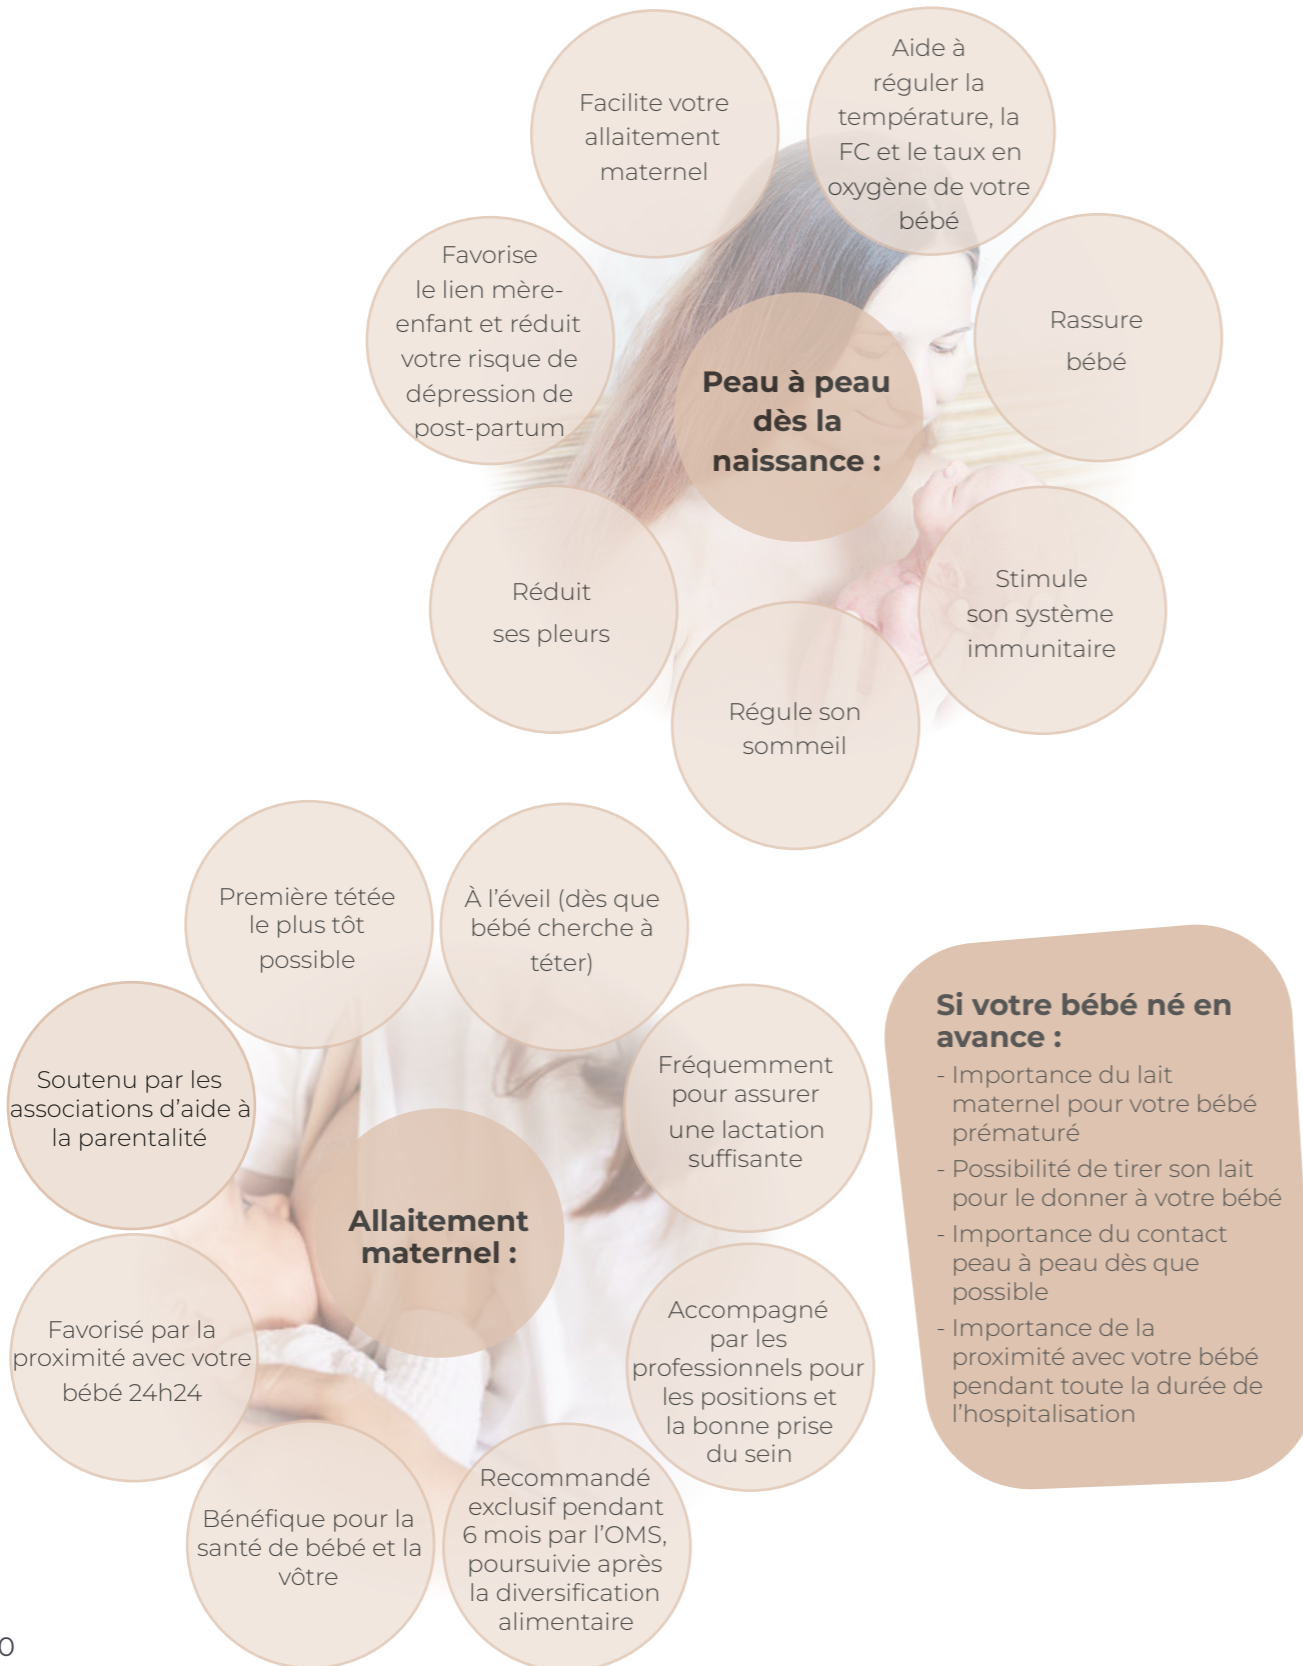 Facilite votre
allaitement
maternel
Aide à
réguler la
température, la
FC et le taux en
oxygène de votre
bébé
Favorise
le lien mère-
enfant et réduit
votre risque de
dépression de
post-partum
Peau à peau
dès la
naissance :
Rassure
bébé
Réduit
ses pleurs
Stimule
son système
immunitaire
Régule son
sommeil
Première tétée
le plus tôt
possible
À l’éveil (dès que
bébé cherche à
téter)
Soutenu par les
associations d’aide à
la parentalité
Fréquemment
pour assurer
une lactation
suffisante
Allaitement
maternel :
Favorisé par la
proximité avec votre
bébé 24h24
Accompagné
par les
professionnels pour
les positions et
la bonne prise
du sein
Bénéfique pour la
santé de bébé et la
vôtre
Recommandé
exclusif pendant
6 mois par l’OMS,
poursuivie après
la diversification
alimentaire
Si votre bébé né en
avance :
- Importance du lait
maternel pour votre bébé
prématuré
- Possibilité de tirer son lait
pour le donner à votre bébé
- Importance du contact
peau à peau dès que
possible
- Importance de la
proximité avec votre bébé
pendant toute la durée de
l’hospitalisation